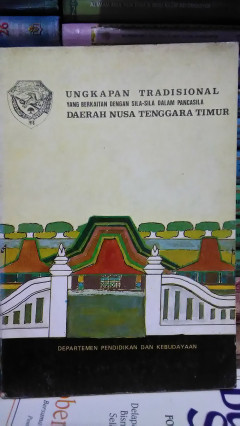 UNGKAPAN TRADISIONAL
YANG BERKAITAN DENGAN SILA-SILA DALAM PANCASILA
DAERAH NUSA TENGGARA TIMUR
DEPARTEMEN PENDIDIKAN DAN KEBUDAYAAN